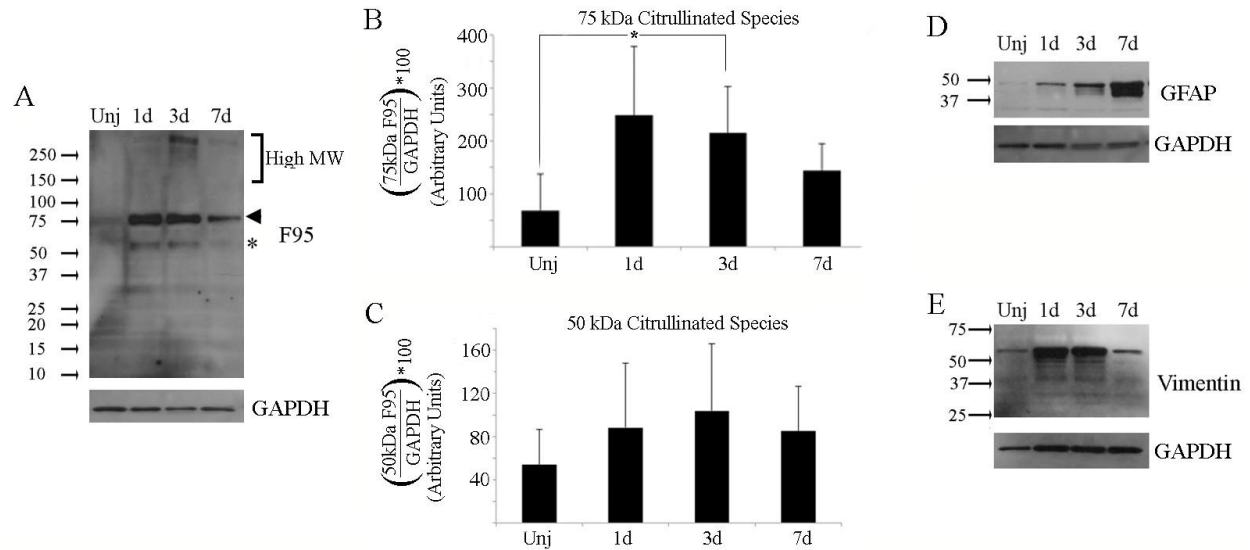 A
Unj 1d 3d 7d
250
150
100
75
50
37
25
20
15
10
High MW
F95
*
GAPDH
B
75 kDa Citrullinated Species
(75kDa F95 / GAPDH) *100
(Arbitrary Units)
400
300
200
100
*
Unj 1d 3d 7d
C
50 kDa Citrullinated Species
(50kDa F95 / GAPDH) *100
(Arbitrary Units)
160
120
80
40
Unj 1d 3d 7d
D
Unj 1d 3d 7d
50
37
GFAP
GAPDH
E
Unj 1d 3d 7d
75
50
37
25
Vimentin
GAPDH